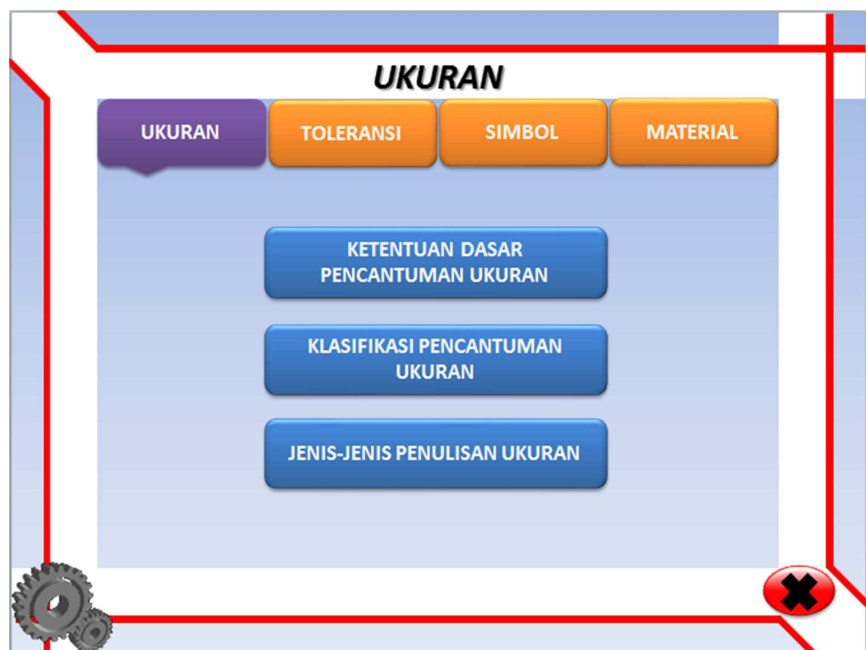 UKURAN
UKURAN
TOLERANSI
SIMBOL
MATERIAL
KETENTUAN DASAR
PENCANTUMAN UKURAN
KLASIFIKASI PENCANTUMAN
UKURAN
JENIS-JENIS PENULISAN UKURAN